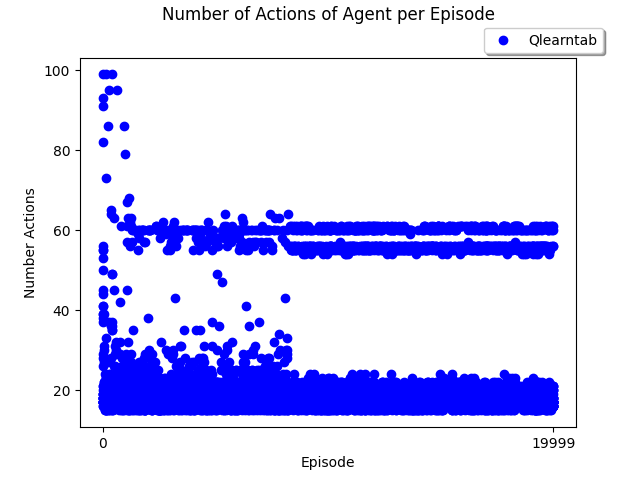 Number of Actions of Agent per Episode
Qlearntab
100
80
60
40
20
Number Actions
0
19999
Episode